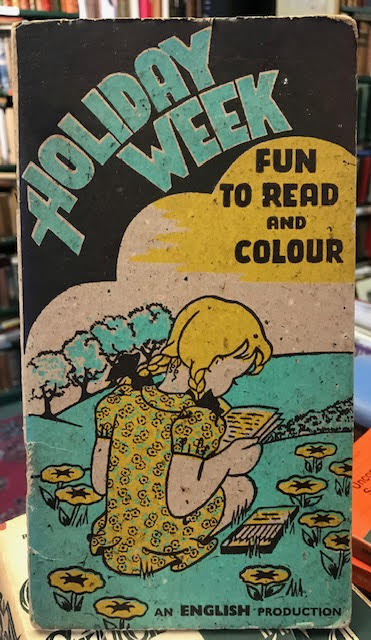 HOLIDAY
WEEK
FUN
TO READ
AND
COLOUR
AN ENGLISH PRODUCTION